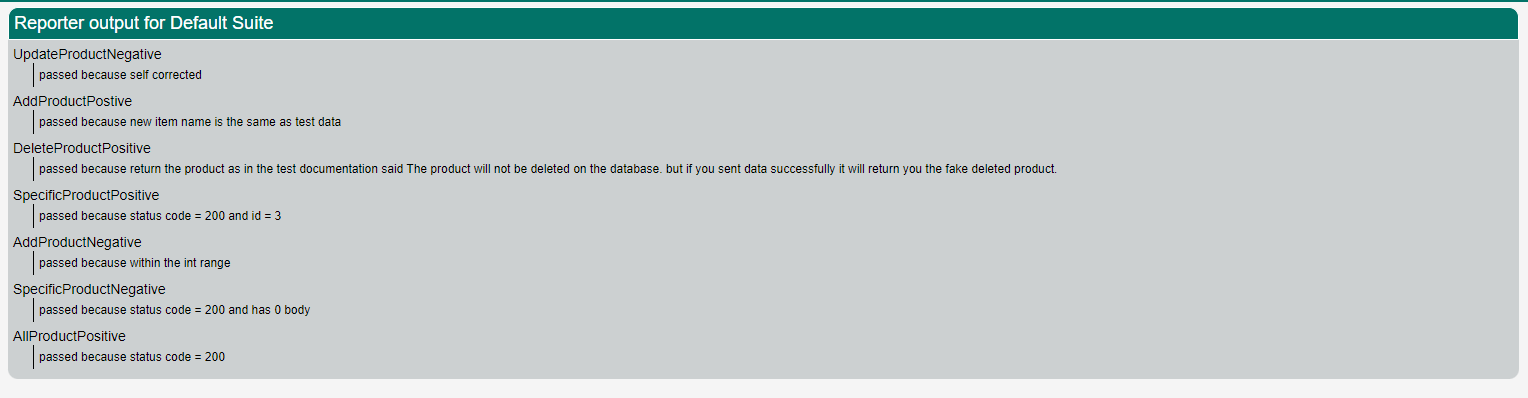 Reporter output for Default Suite
UpdateProductNegative
passed because self corrected
AddProductPostive
passed because new item name is the same as test data
DeleteProductPositive
passed because return the product as in the test documentation said The product will not be deleted on the database. but if you sent data successfully it will return you the fake deleted product.
SpecificProductPositive
passed because status code = 200 and id = 3
AddProductNegative
passed because within the int range
SpecificProductNegative
passed because status code = 200 and has 0 body
AllProductPositive
passed because status code = 200